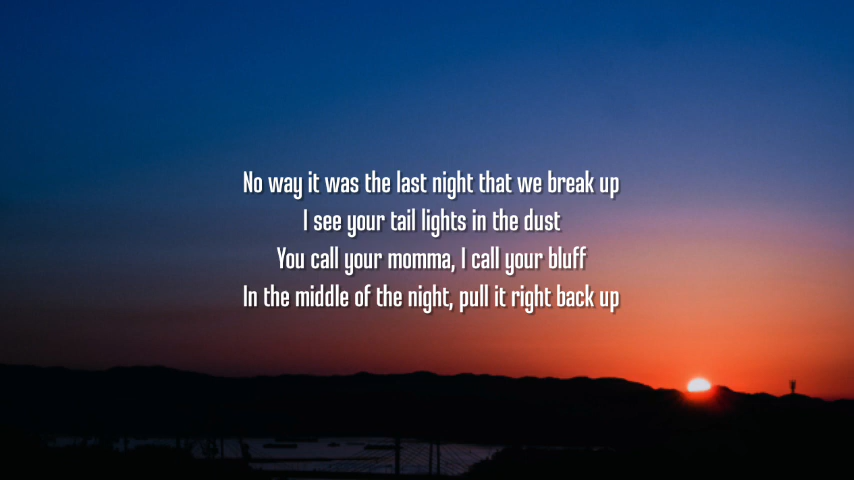 No way it was the last night that we break up
I see your tail lights in the dust
You call your momma, I call your bluff
In the middle of the night, pull it right back up